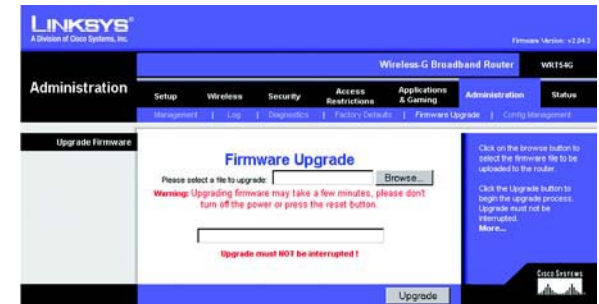 LINKSYS®
A Division of Cisco Systems, Inc.
Firmware Version: v2.04.3
Wireless-G Broadband Router WRT54G
Administration
Setup Wireless Security Access Restrictions Applications & Gaming Administration Status
Management | Log | Diagnostics | Factory Defaults | Firmware Upgrade | Config Management
Upgrade Firmware
Firmware Upgrade
Please select a file to upgrade: Browse...
Warning: Upgrading firmware may take a few minutes, please don't
turn off the power or press the reset button.
Upgrade must NOT be interrupted !
Upgrade
Click on the browse button to
select the firmware file to be
uploaded to the router.
Click the Upgrade button to
begin the upgrade process.
Upgrade must not be
interrupted.
More...
Cisco Systems